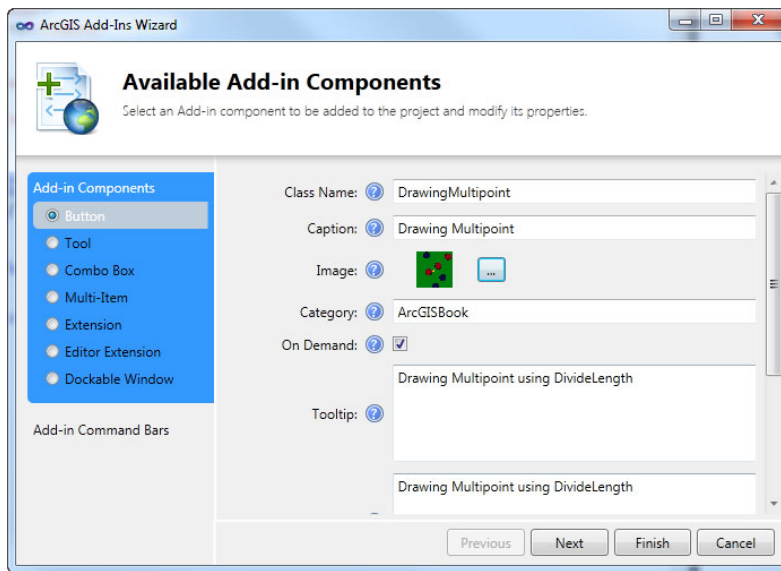 ArcGIS Add-Ins Wizard
Available Add-in Components
Select an Add-in component to be added to the project and modify its properties.
Add-in Components
Button
Tool
Combo Box
Multi-Item
Extension
Editor Extension
Dockable Window
Add-in Command Bars
Class Name: DrawingMultipoint
Caption: Drawing Multipoint
Image: ...
Category: ArcGISBook
On Demand:
Tooltip: Drawing Multipoint using DivideLength
Drawing Multipoint using DivideLength
Previous Next Finish Cancel